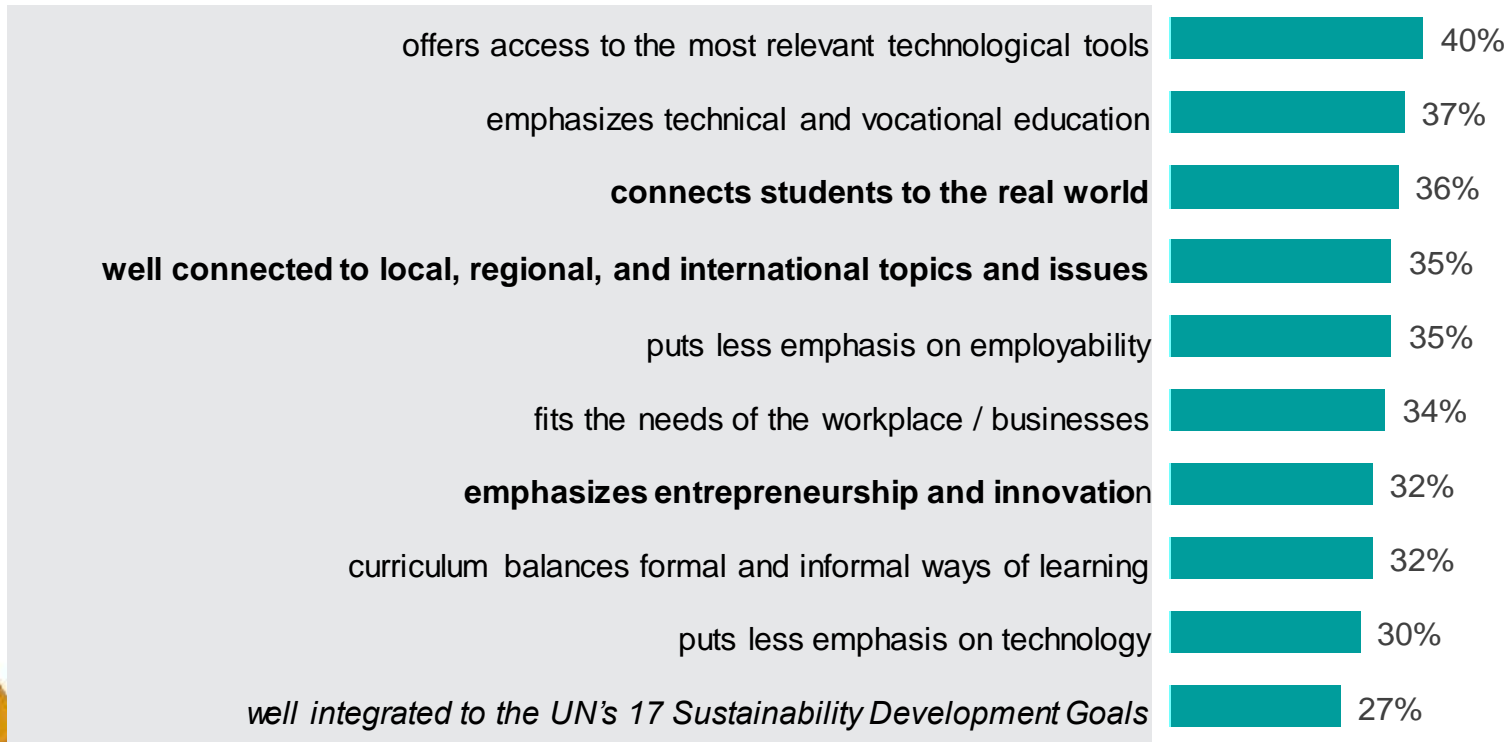 offers access to the most relevant technological tools 40%
emphasizes technical and vocational education 37%
connects students to the real world 36%
well connected to local, regional, and international topics and issues 35%
puts less emphasis on employability 35%
fits the needs of the workplace / businesses 34%
emphasizes entrepreneurship and innovation 32%
curriculum balances formal and informal ways of learning 32%
puts less emphasis on technology 30%
well integrated to the UN’s 17 Sustainability Development Goals 27%